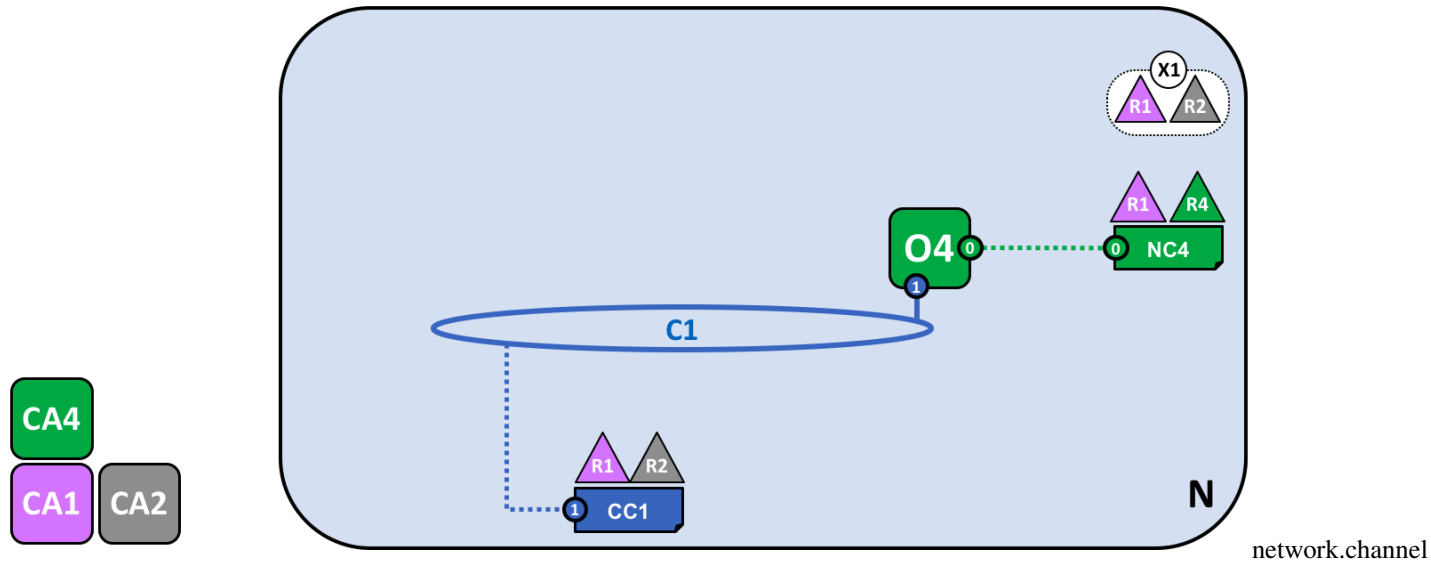 X1
R1 R2
R1 R4
O4 0 0 NC4
1
C1
CA4
R1 R2
CA1 CA2
1 CC1
N
network.channel